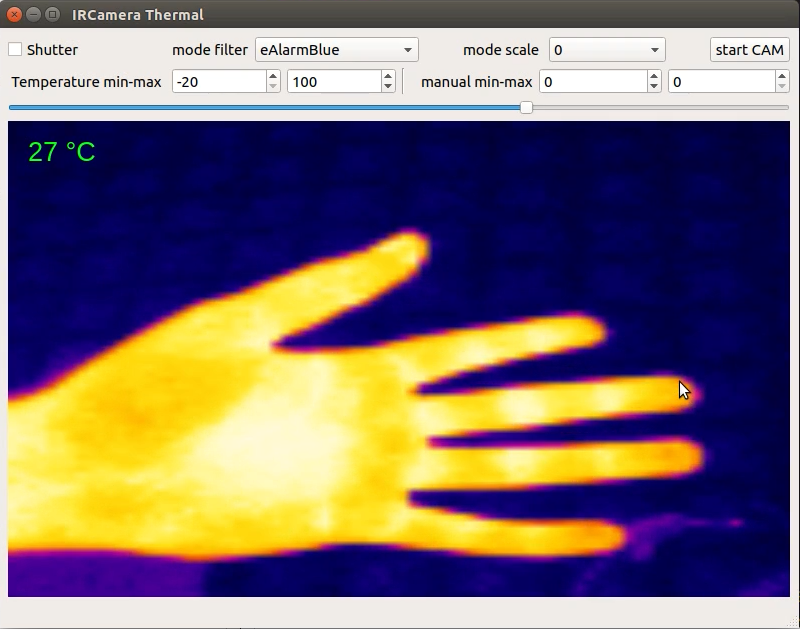 IRCamera Thermal
Shutter mode filter eAlarmBlue mode scale 0 start CAM
Temperature min-max -20 100 manual min-max 0 0
27 °C